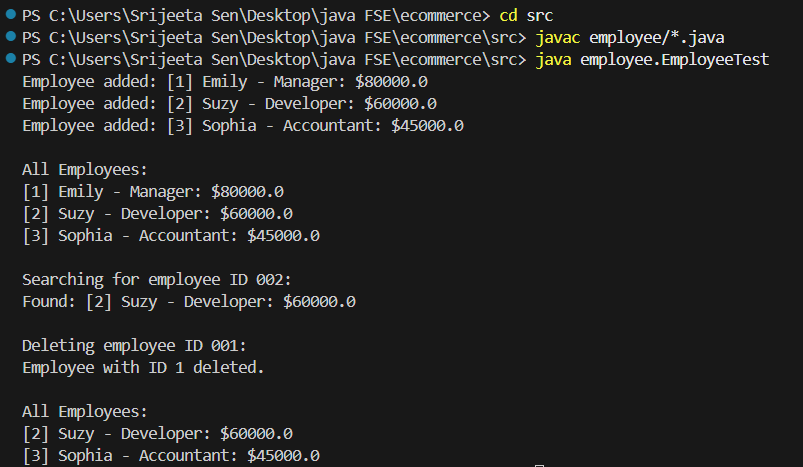 PS C:\Users\Srijeeta Sen\Desktop\java FSE\ecommerce> cd src
PS C:\Users\Srijeeta Sen\Desktop\java FSE\ecommerce\src> javac employee/*.java
PS C:\Users\Srijeeta Sen\Desktop\java FSE\ecommerce\src> java employee.EmployeeTest
Employee added: [1] Emily - Manager: $80000.0
Employee added: [2] Suzy - Developer: $60000.0
Employee added: [3] Sophia - Accountant: $45000.0
All Employees:
[1] Emily - Manager: $80000.0
[2] Suzy - Developer: $60000.0
[3] Sophia - Accountant: $45000.0
Searching for employee ID 002:
Found: [2] Suzy - Developer: $60000.0
Deleting employee ID 001:
Employee with ID 1 deleted.
All Employees:
[2] Suzy - Developer: $60000.0
[3] Sophia - Accountant: $45000.0